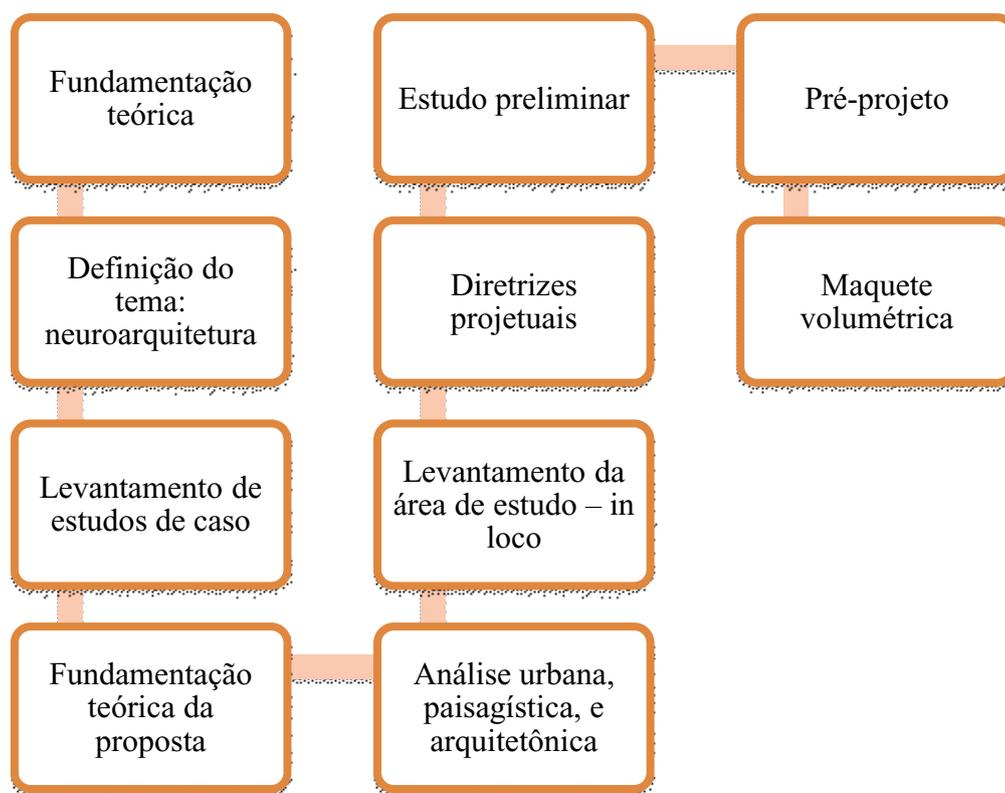 Fundamentação
teórica
Definição do
tema:
neuroarquitetura
Levantamento de
estudos de caso
Fundamentação
teórica da
proposta
Análise urbana,
paisagística, e
arquitetônica
Levantamento da
área de estudo – in
loco
Diretrizes
projetuais
Estudo preliminar
Pré-projeto
Maquete
volumétrica